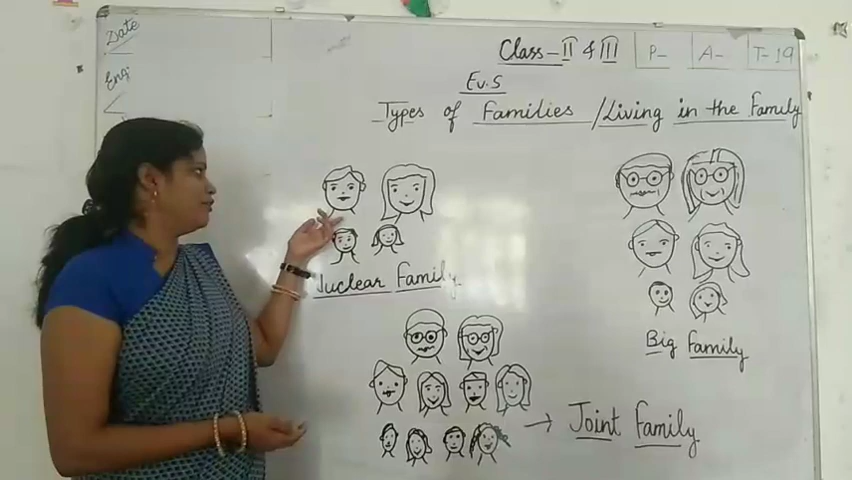 Date
Eng
Class-II & III
P-
A-
T-19
Ev.S
Types of Families /Living in the Family
Nuclear Family
Big Family
→ Joint Family